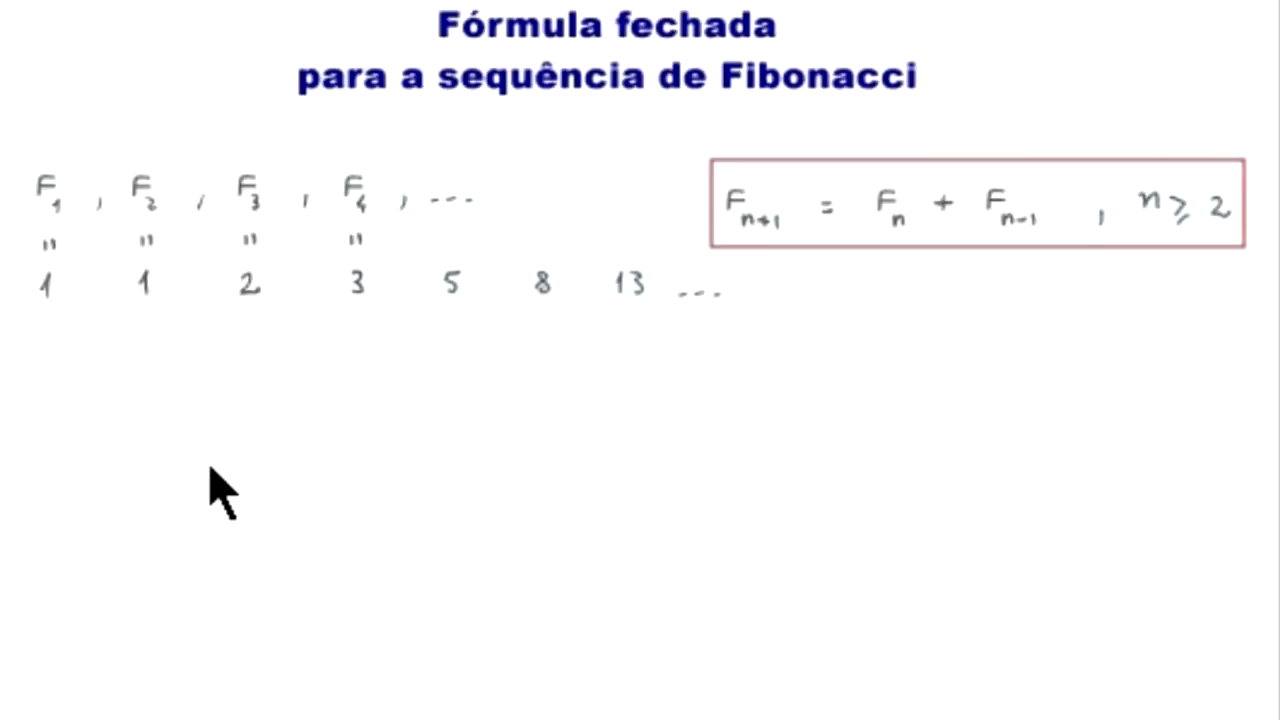 Fórmula fechada
para a sequência de Fibonacci
F₁ , F₂ , F₃ , F₄ , ...
Fₙ₊₁ = Fₙ + Fₙ₋₁ , n ⩾ 2
" " " "
1 1 2 3 5 8 13 ...